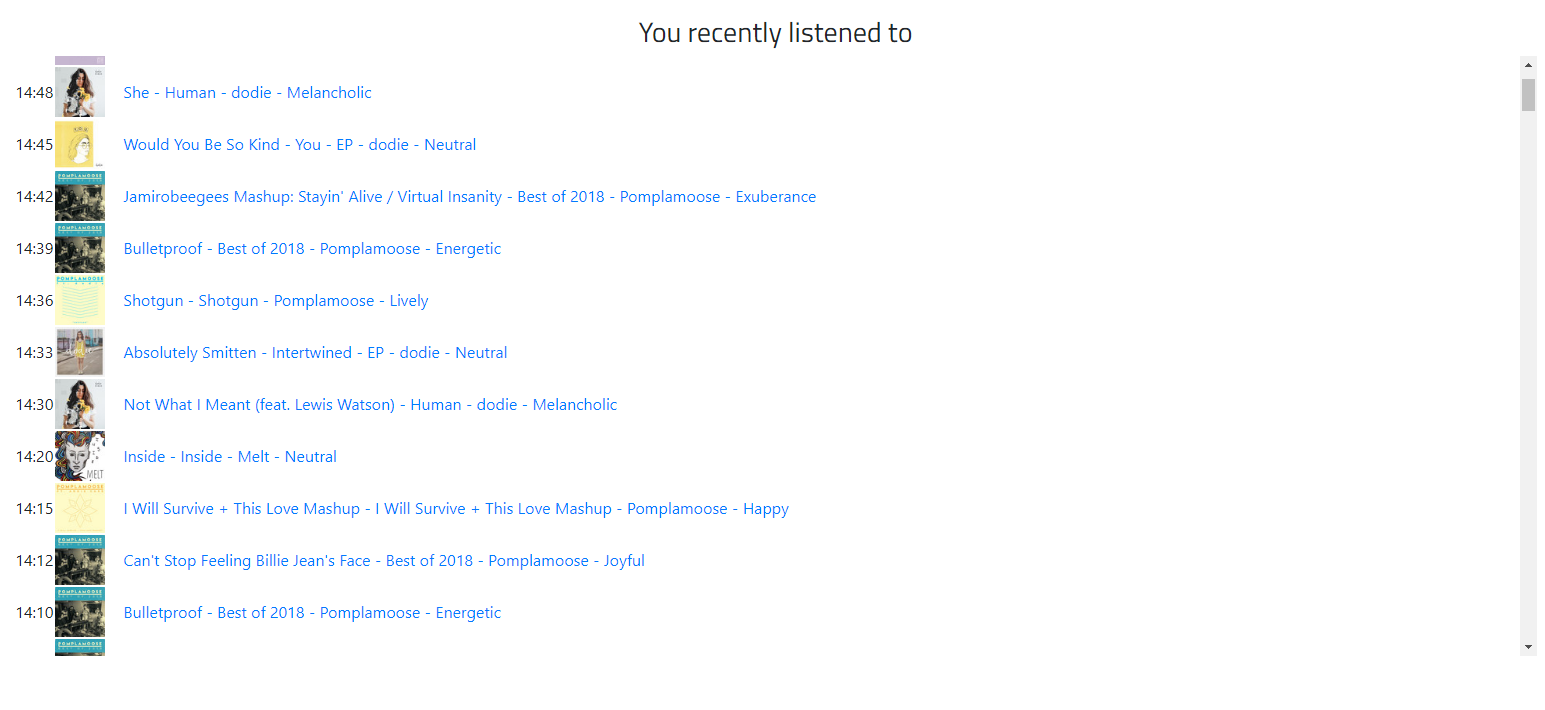 You recently listened to
14:48 She - Human - dodie - Melancholic
14:45 Would You Be So Kind - You - EP - dodie - Neutral
14:42 Jamirobeegees Mashup: Stayin' Alive / Virtual Insanity - Best of 2018 - Pomplamoose - Exuberance
14:39 Bulletproof - Best of 2018 - Pomplamoose - Energetic
14:36 Shotgun - Shotgun - Pomplamoose - Lively
14:33 Absolutely Smitten - Intertwined - EP - dodie - Neutral
14:30 Not What I Meant (feat. Lewis Watson) - Human - dodie - Melancholic
MELT
14:20 Inside - Inside - Melt - Neutral
14:15 I Will Survive + This Love Mashup - I Will Survive + This Love Mashup - Pomplamoose - Happy
14:12 Can't Stop Feeling Billie Jean's Face - Best of 2018 - Pomplamoose - Joyful
14:10 Bulletproof - Best of 2018 - Pomplamoose - Energetic